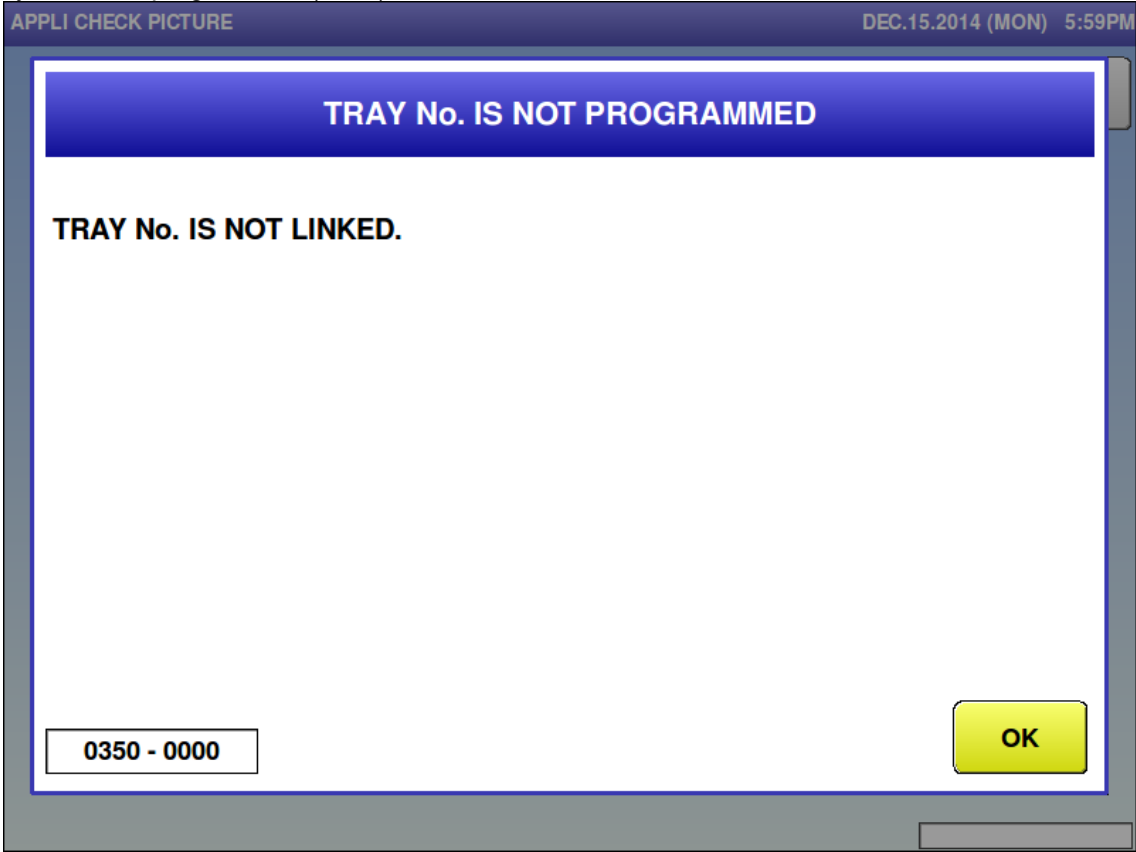 APPLI CHECK PICTURE DEC.15.2014 (MON) 5:59PM
TRAY No. IS NOT PROGRAMMED
TRAY No. IS NOT LINKED.
0350 - 0000
OK